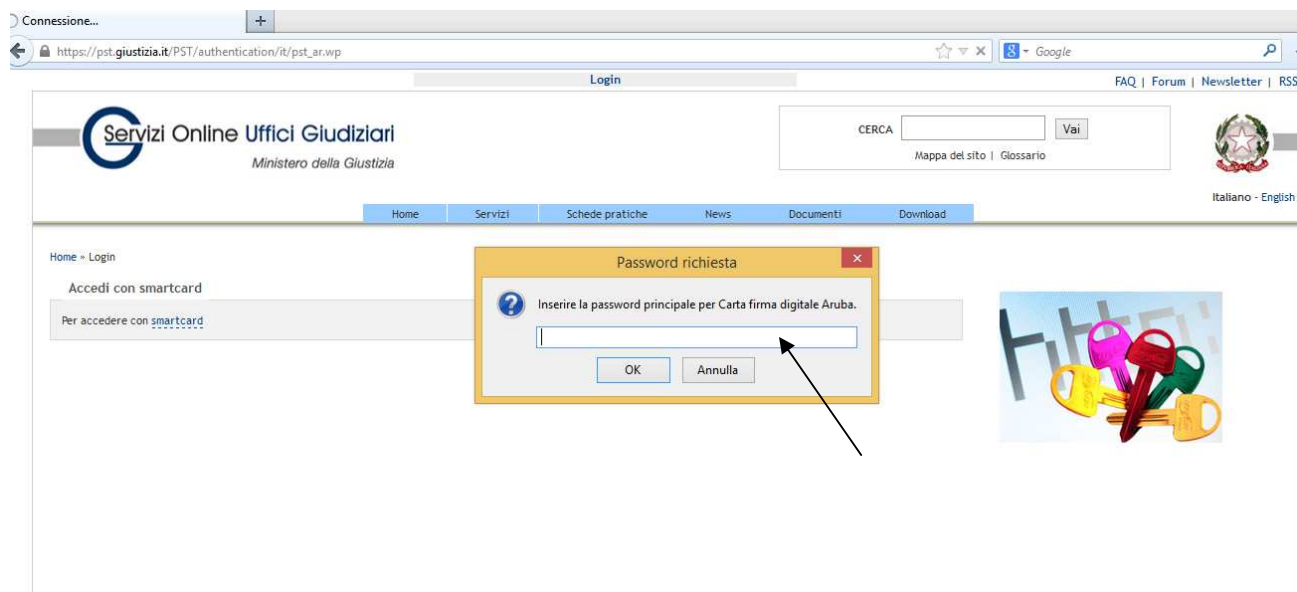 Connessione...
+
https://pst.giustizia.it/PST/authentication/it/pst_ar.wp
Google
Login
FAQ | Forum | Newsletter | RSS
Servizi Online Uffici Giudiziari
Ministero della Giustizia
CERCA
Vai
Mappa del sito | Glossario
Italiano - English
Home Servizi Schede pratiche News Documenti Download
Home » Login
Accedi con smartcard
Per accedere con smartcard
Password richiesta
Inserire la password principale per Carta firma digitale Aruba.
OK Annulla
http: